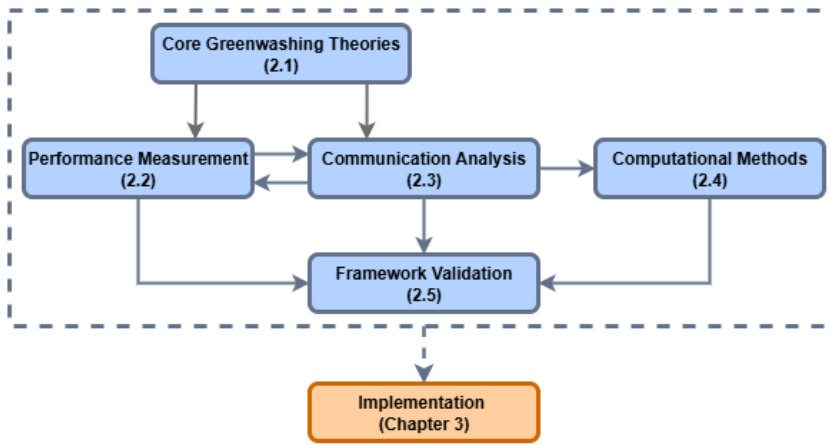 Core Greenwashing Theories
(2.1)
Performance Measurement
(2.2)
Communication Analysis
(2.3)
Computational Methods
(2.4)
Framework Validation
(2.5)
Implementation
(Chapter 3)